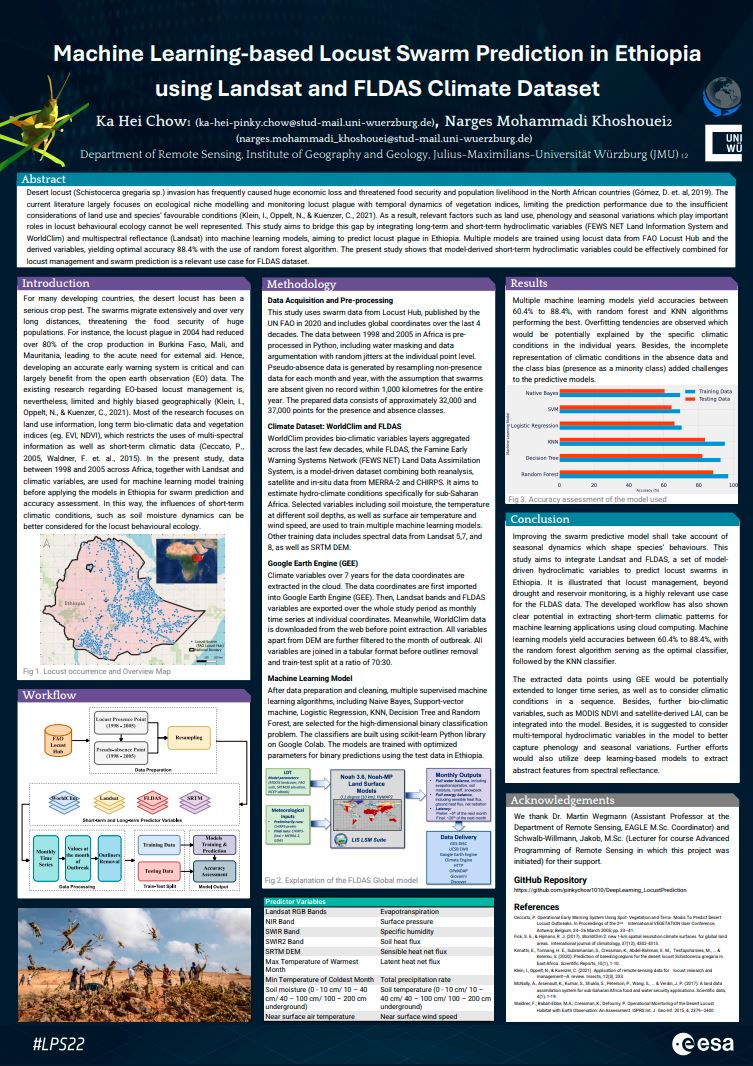 Machine Learning-based Locust Swarm Prediction in Ethiopia
using Landsat and FLDAS Climate Dataset
Ka Hei Chow1 (ka-hei-pinky.chow@stud-mail.uni-wuerzburg.de), Narges Mohammadi Khoshouei2
(narges.mohammadi_khoshouei@stud-mail.uni-wuerzburg.de)
Department of Remote Sensing, Institute of Geography and Geology, Julius-Maximilians-Universität Würzburg (JMU) 1 2
UNI
WÜ
Abstract
Desert locust (Schistocerca gregaria sp.) invasion has frequently caused huge economic loss and threatened food security and population livelihood in the North African countries (Gómez, D. et. al, 2019). The
current literature largely focuses on ecological niche modelling and monitoring locust plague with temporal dynamics of vegetation indices, limiting the prediction performance due to the insufficient
considerations of land use and species' favourable conditions (Klein, I., Oppelt, N., & Kuenzer, C., 2021). As a result, relevant factors such as land use, phenology and seasonal variations which play important
roles in locust behavioural ecology cannot be well represented. This study aims to bridge this gap by integrating long-term and short-term hydroclimatic variables (FEWS NET Land Information System and
WorldClim) and multispectral reflectance (Landsat) into machine learning models, aiming to predict locust plague in Ethiopia. Multiple models are trained using locust data from FAO Locust Hub and the
derived variables, yielding optimal accuracy 88.4% with the use of random forest algorithm. The present study shows that model-derived short-term hydroclimatic variables could be effectively combined for
locust management and swarm prediction is a relevant use case for FLDAS dataset.
Introduction
For many developing countries, the desert locust has been a
serious crop pest. The swarms migrate extensively and over very
long distances, threatening the food security of huge
populations. For instance, the locust plague in 2004 had reduced
over 80% of the crop production in Burkina Faso, Mali, and
Mauritania, leading to the acute need for external aid. Hence,
developing an accurate early warning system is critical and can
largely benefit from the open earth observation (EO) data. The
existing research regarding EO-based locust management is,
nevertheless, limited and highly biased geographically (Klein, I.,
Oppelt, N., & Kuenzer, C., 2021). Most of the research focuses on
land use information, long term bio-climatic data and vegetation
indices (eg. EVI, NDVI), which restricts the uses of multi-spectral
information as well as short-term climatic data (Ceccato, P.,
2005, Waldner, F. et. al., 2015). In the present study, data
between 1998 and 2005 across Africa, together with Landsat and
climatic variables, are used for machine learning model training
before applying the models in Ethiopia for swarm prediction and
accuracy assessment. In this way, the influences of short-term
climatic conditions, such as soil moisture dynamics can be
better considered for the locust behavioural ecology.
Ethiopia
Locust Swarm
(FAO Locust Hub)
National Boundary
Fig 1. Locust occurrence and Overview Map
Workflow
FAO
Locust
Hub
Locust Presence Point
(1998 - 2005)
Pseudo-absence Point
(1998 - 2005)
Resampling
Data Preparation
WorldClim
Landsat
FLDAS
SRTM
Short-term and Long-term Predictor Variables
Monthly
Time
Series
Values at
the month
of
Outbreak
Outliners
Removal
Data Processing
Training Data
Testing Data
Train-Test Split
Models
Training &
Prediction
Accuracy
Assessment
Model Output
Methodology
Data Acquisition and Pre-processing
This study uses swarm data from Locust Hub, published by the
UN FAO in 2020 and includes global coordinates over the last 4
decades. The data between 1998 and 2005 in Africa is pre-
processed in Python, including water masking and data
argumentation with random jitters at the individual point level.
Pseudo-absence data is generated by resampling non-presence
data for each month and year, with the assumption that swarms
are absent given no record within 1,000 kilometres for the entire
year. The prepared data consists of approximately 32,000 and
37,000 points for the presence and absence classes.
Climate Dataset: WorldClim and FLDAS
WorldClim provides bio-climatic variables layers aggregated
across the last few decades, while FLDAS, the Famine Early
Warning Systems Network (FEWS NET) Land Data Assimilation
System, is a model-driven dataset combining both reanalysis,
satellite and in-situ data from MERRA-2 and CHIRPS. It aims to
estimate hydro-climate conditions specifically for sub-Saharan
Africa. Selected variables including soil moisture, the temperature
at different soil depths, as well as surface air temperature and
wind speed, are used to train multiple machine learning models.
Other training data includes spectral data from Landsat 5,7, and
8, as well as SRTM DEM.
Google Earth Engine (GEE)
Climate variables over 7 years for the data coordinates are
extracted in the cloud. The data coordinates are first imported
into Google Earth Engine (GEE). Then, Landsat bands and FLDAS
variables are exported over the whole study period as monthly
time series at individual coordinates. Meanwhile, WorldClim data
is downloaded from the web before point extraction. All variables
apart from DEM are further filtered to the month of outbreak. All
variables are joined in a tabular format before outlier removal
and train-test split at a ratio of 70:30.
Machine Learning Model
After data preparation and cleaning, multiple supervised machine
learning algorithms, including Naive Bayes, Support-vector
machine, Logistic Regression, KNN, Decision Tree and Random
Forest, are selected for the high-dimensional binary classification
problem. The classifiers are built using scikit-learn Python library
on Google Colab. The models are trained with optimized
parameters for binary predictions using the test data in Ethiopia.
LDT
Model parameters
Meteorological
Inputs
Noah 3.6, Noah-MP
Land Surface
Models
LIS LSM Suite
Monthly Outputs
Data Delivery
GES DISC
UCSB DWB
Google Earth Engine
Climate Engine
HTTP
OPeNDAP
Giovanni
Discover
Fig 2. Explanation of the FLDAS Global model
Predictor Variables
Landsat RGB Bands Evapotranspiration
NIR Band Surface pressure
SWIR Band Specific humidity
SWIR2 Band Soil heat flux
SRTM DEM Sensible heat net flux
Max Temperature of Warmest Latent heat net flux
Month
Min Temperature of Coldest Month Total precipitation rate
Soil moisture (0 - 10 cm/ 10 – 40 Soil temperature (0 - 10 cm/ 10 –
cm/ 40 – 100 cm/ 100 – 200 cm 40 cm/ 40 – 100 cm/ 100 – 200 cm
underground) underground)
Near surface air temperature Near surface wind speed
Results
Multiple machine learning models yield accuracies between
60.4% to 88.4%, with random forest and KNN algorithms
performing the best. Overfitting tendencies are observed which
would be potentially explained by the specific climatic
conditions in the individual years. Besides, the incomplete
representation of climatic conditions in the absence data and
the class bias (presence as a minority class) added challenges
to the predictive models.
Training Data
Testing Data
Machine Learning Model
Naive Bayes
SVM
Logistic Regression
KNN
Decision Tree
Random Forest
0 20 40 60 80 100
Accuracy (%)
Fig 3. Accuracy assessment of the model used
Conclusion
Improving the swarm predictive model shall take account of
seasonal dynamics which shape species' behaviours. This
study aims to integrate Landsat and FLDAS, a set of model-
driven hydroclimatic variables to predict locust swarms in
Ethiopia. It is illustrated that locust management, beyond
drought and reservoir monitoring, is a highly relevant use case
for the FLDAS data. The developed workflow has also shown
clear potential in extracting short-term climatic patterns for
machine learning applications using cloud computing. Machine
learning models yield accuracies between 60.4% to 88.4%, with
the random forest algorithm serving as the optimal classifier,
followed by the KNN classifier.
The extracted data points using GEE would be potentially
extended to longer time series, as well as to consider climatic
conditions in a sequence. Besides, further bio-climatic
variables, such as MODIS NDVI and satellite-derived LAI, can be
integrated into the model. Besides, it is suggested to consider
multi-temporal hydroclimatic variables in the model to better
capture phenology and seasonal variations. Further efforts
would also utilize deep learning-based models to extract
abstract features from spectral reflectance.
Acknowledgements
We thank Dr. Martin Wegmann (Assistant Professor at the
Department of Remote Sensing, EAGLE M.Sc. Coordinator) and
Schwalb-Willmann, Jakob, M.Sc. (Lecturer for course Advanced
Programming of Remote Sensing in which this project was
initiated) for their support.
GitHub Repository
https://github.com/pinkychow1010/DeepLearning_LocustPrediction
References
#LPS22
esa